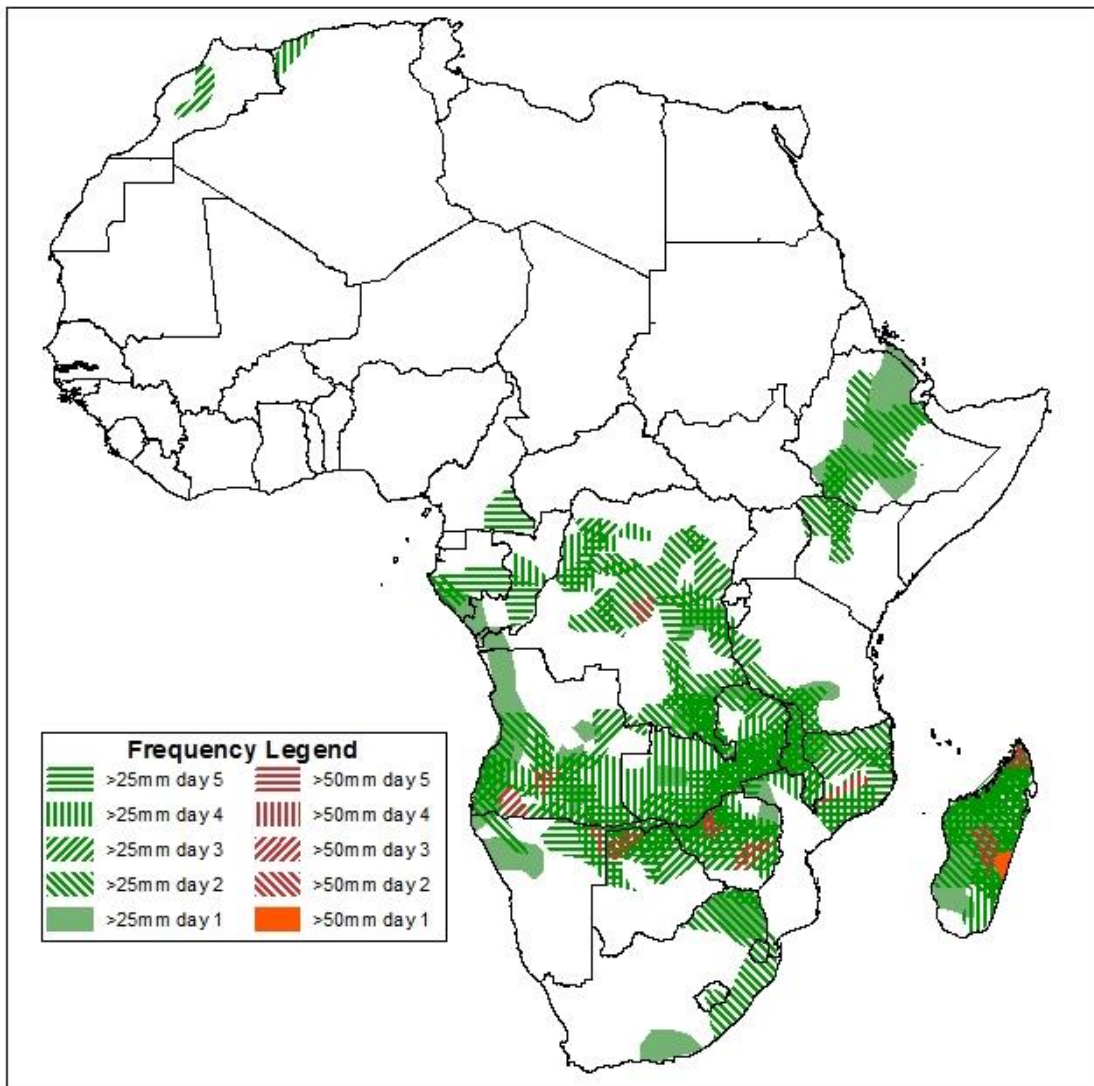 Frequency Legend
>25mm day 5 >50mm day 5
>25mm day 4 >50mm day 4
>25mm day 3 >50mm day 3
>25mm day 2 >50mm day 2
>25mm day 1 >50mm day 1